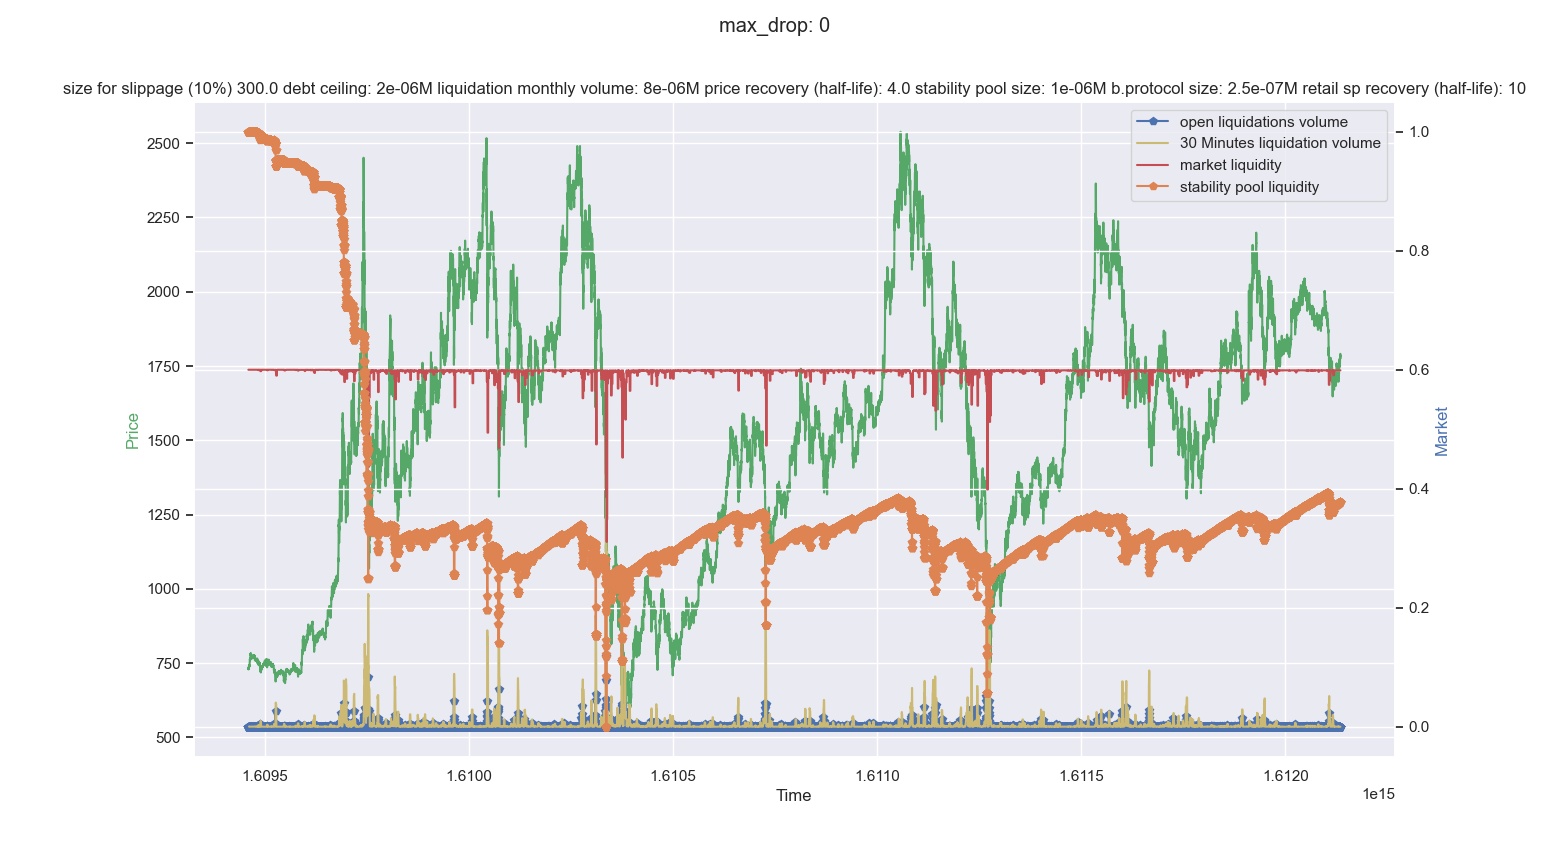 max_drop: 0
size for slippage (10%) 300.0 debt ceiling: 2e-06M liquidation monthly volume: 8e-06M price recovery (half-life): 4.0 stability pool size: 1e-06M b.protocol size: 2.5e-07M retail sp recovery (half-life): 10
open liquidations volume
30 Minutes liquidation volume
market liquidity
stability pool liquidity
2500
2250
2000
1750
1500
1250
1000
750
500
Price
1.0
0.8
0.6
0.4
0.2
0.0
Market
1.6095 1.6100 1.6105 1.6110 1.6115 1.6120
Time
1e15